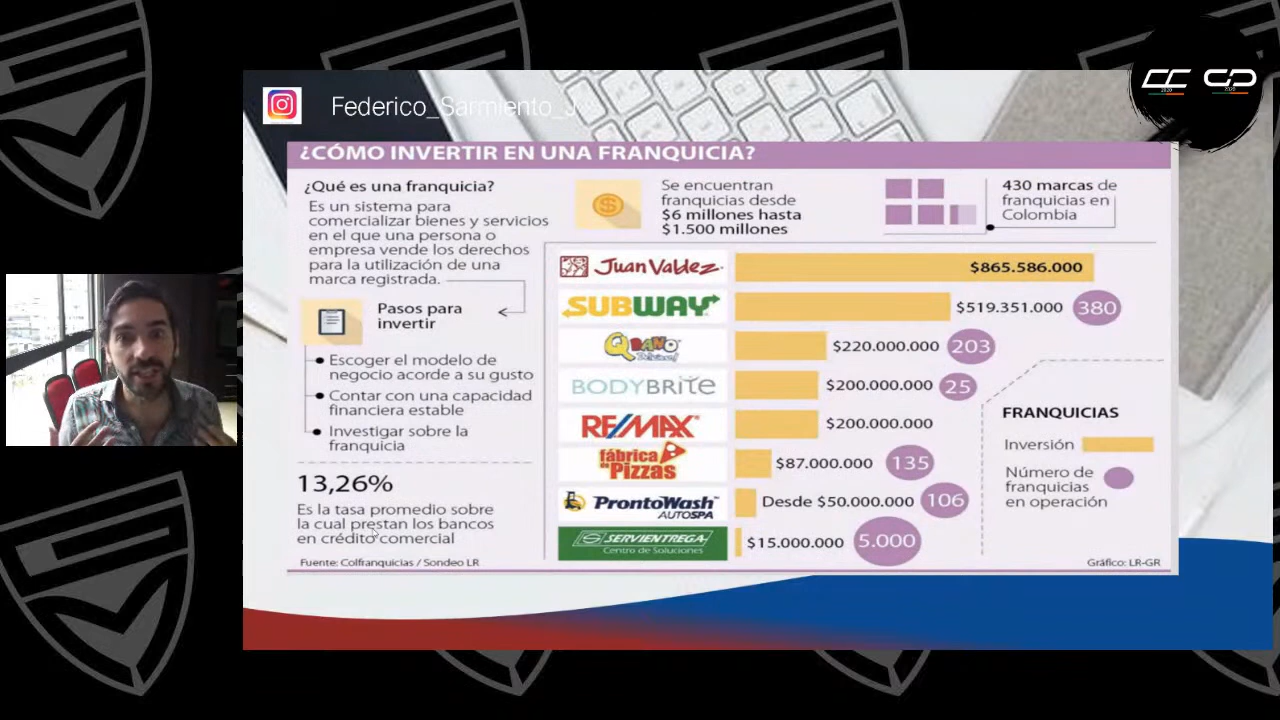 Federico_Sarmiento_J
CC
2020
GP
2020
¿CÓMO INVERTIR EN UNA FRANQUICIA?
¿Qué es una franquicia?
Es un sistema para
comercializar bienes y servicios
en el que una persona o
empresa vende los derechos
para la utilización de una
marca registrada.
Pasos para
invertir
Escoger el modelo de
negocio acorde a su gusto
Contar con una capacidad
financiera estable
Investigar sobre la
franquicia
13,26%
Es la tasa promedio sobre
la cual prestan los bancos
en crédito comercial
Fuente: Colfranquicias / Sondeo LR
Se encuentran
franquicias desde
$6 millones hasta
$1.500 millones
430 marcas de
franquicias en
Colombia
Juan Valdez $865.586.000
SUBWAY $519.351.000 380
QBANO $220.000.000 203
BODYBRITE $200.000.000 25
RE/MAX $200.000.000
fábrica de Pizzas $87.000.000 135
ProntoWash AUTOSPA Desde $50.000.000 106
SERVIENTREGA Centro de Soluciones $15.000.000 5.000
FRANQUICIAS
Inversión
Número de
franquicias
en operación
Gráfico: LR-GR